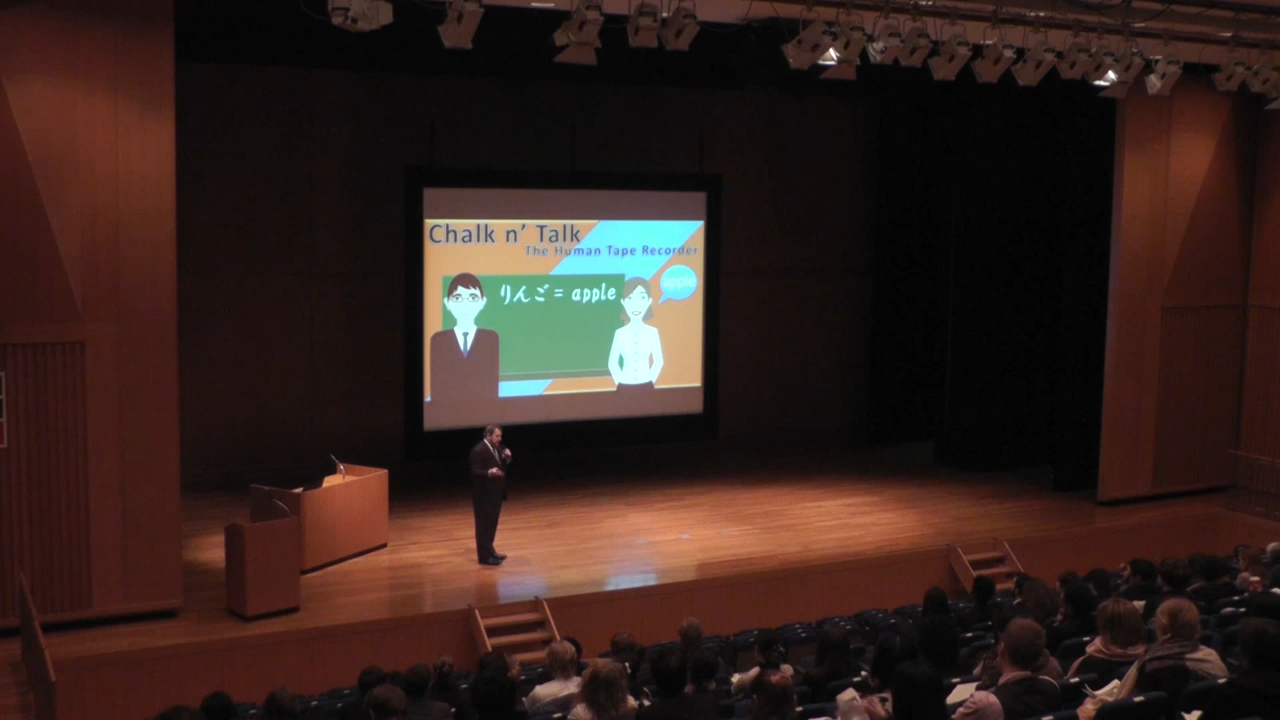 Chalk n' Talk
The Human Tape Recorder
りんご = apple
apple